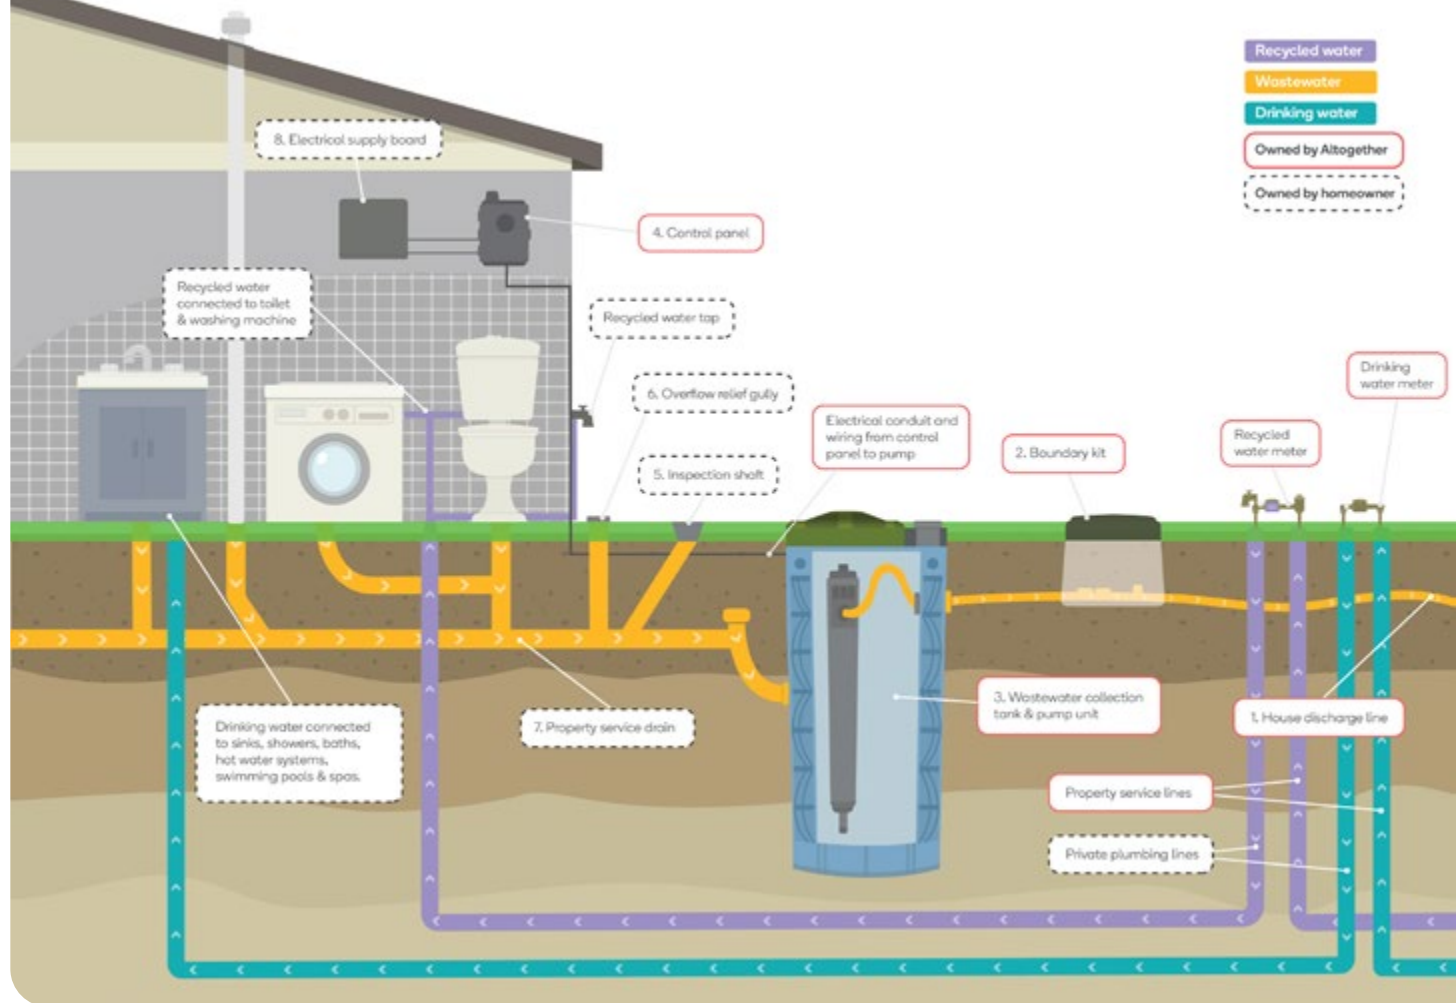 Recycled water
Wastewater
Drinking water
Owned by Altogether
Owned by homeowner
8. Electrical supply board
4. Control panel
Recycled water
connected to toilet
& washing machine
Recycled water tap
6. Overflow relief gully
5. Inspection shaft
Electrical conduit and
wiring from control
panel to pump
2. Boundary kit
Recycled
water meter
Drinking
water meter
Drinking water connected
to sinks, showers, baths,
hot water systems,
swimming pools & spas.
7. Property service drain
3. Wastewater collection
tank & pump unit
1. House discharge line
Property service lines
Private plumbing lines